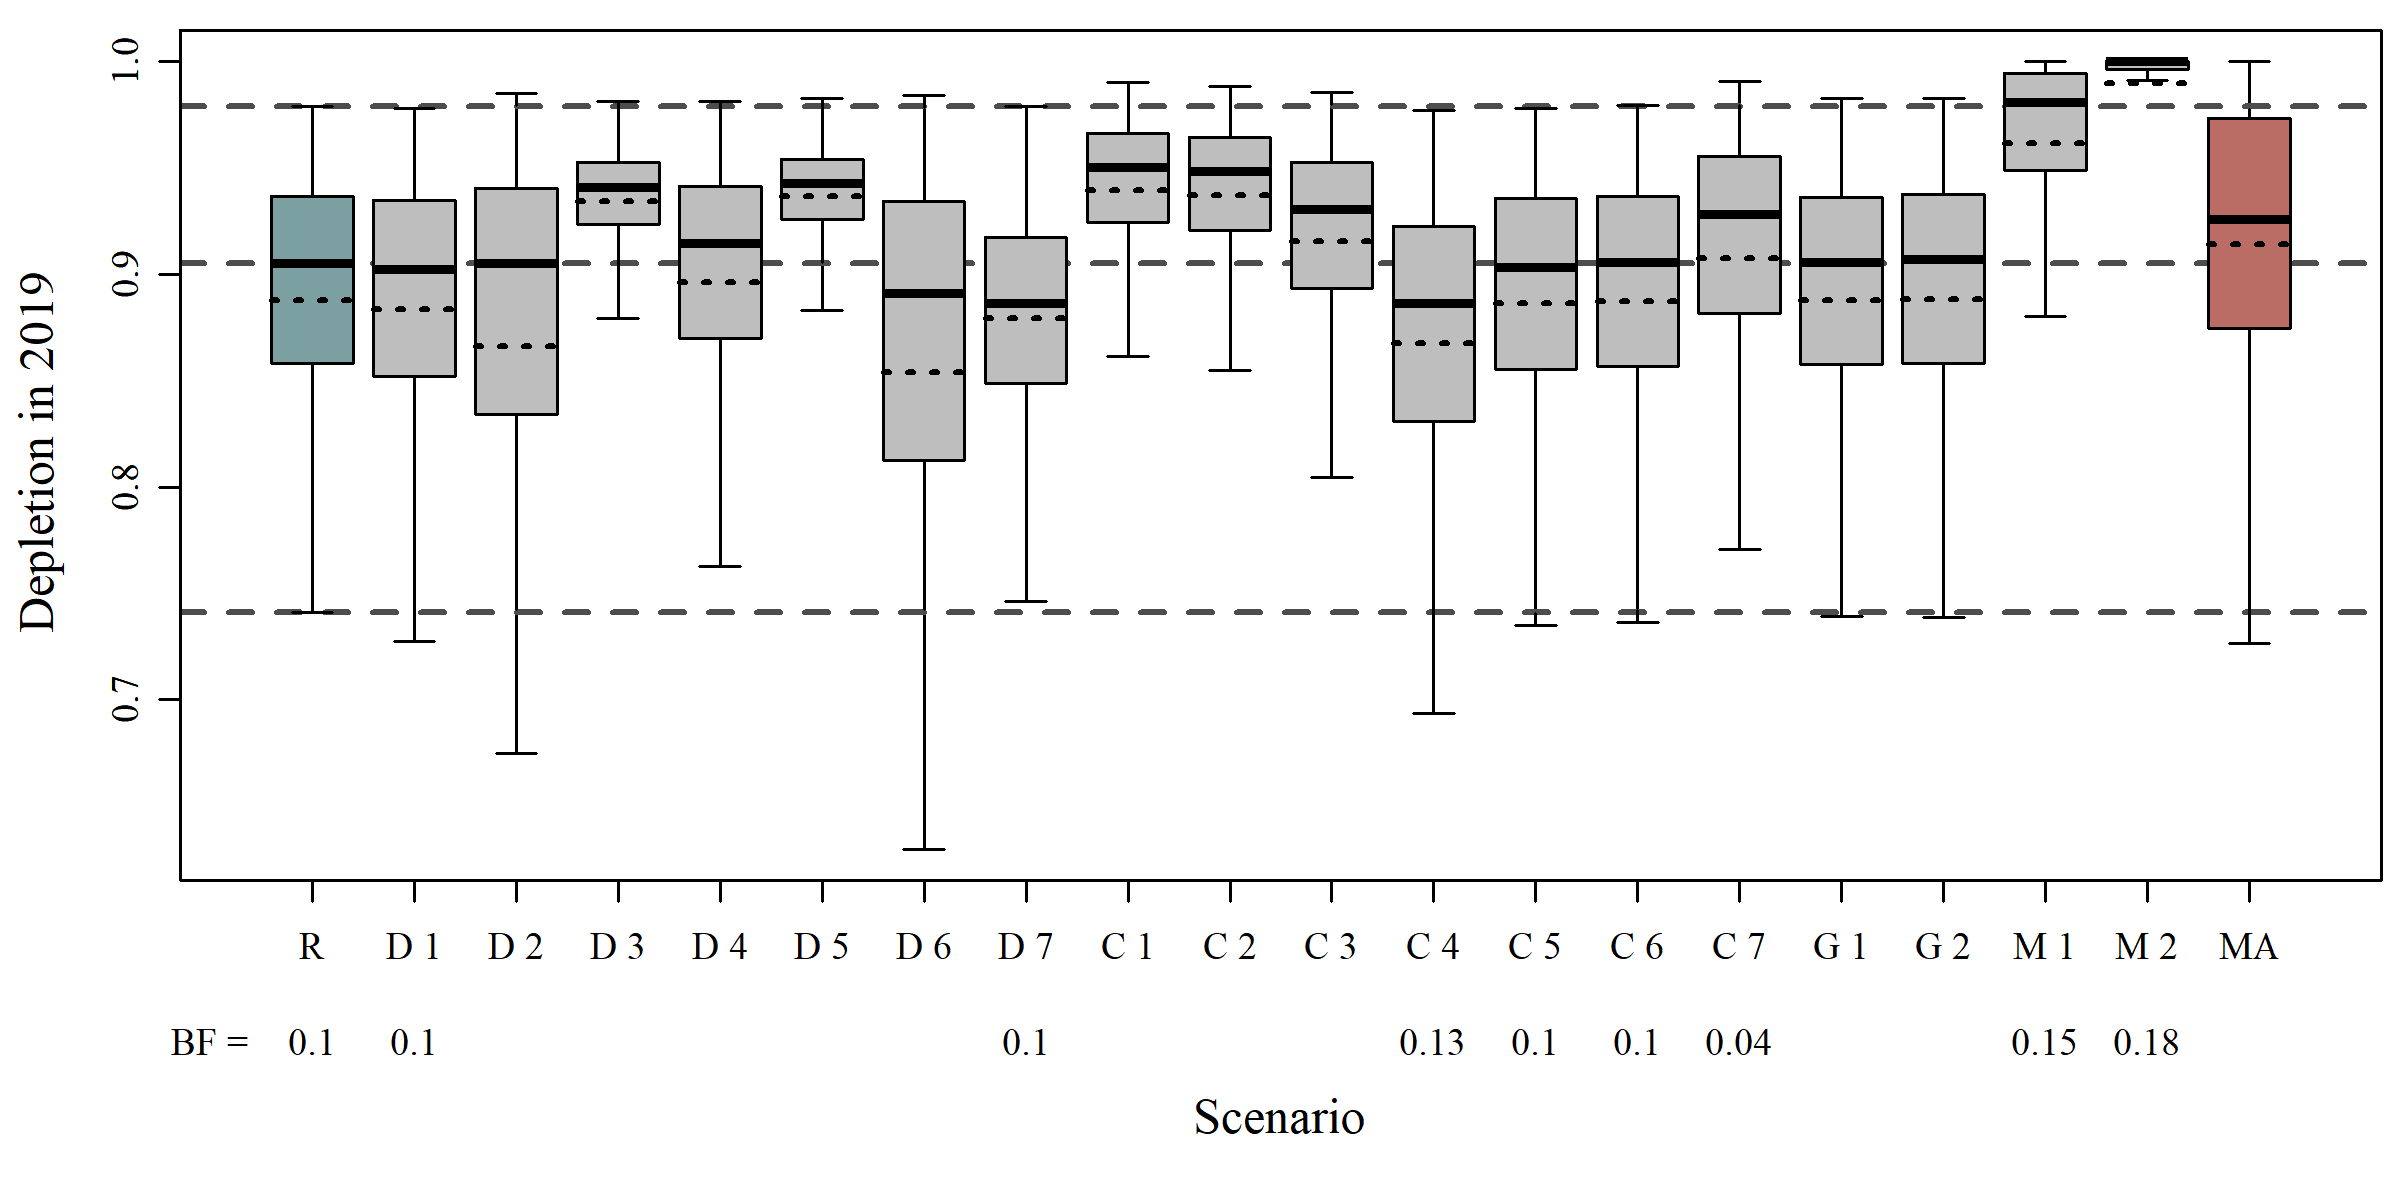 Depletion in 2019
1.0
0.9
0.8
0.7
R D 1 D 2 D 3 D 4 D 5 D 6 D 7 C 1 C 2 C 3 C 4 C 5 C 6 C 7 G 1 G 2 M 1 M 2 MA
BF = 0.1 0.1 0.1 0.13 0.1 0.1 0.04 0.15 0.18
Scenario